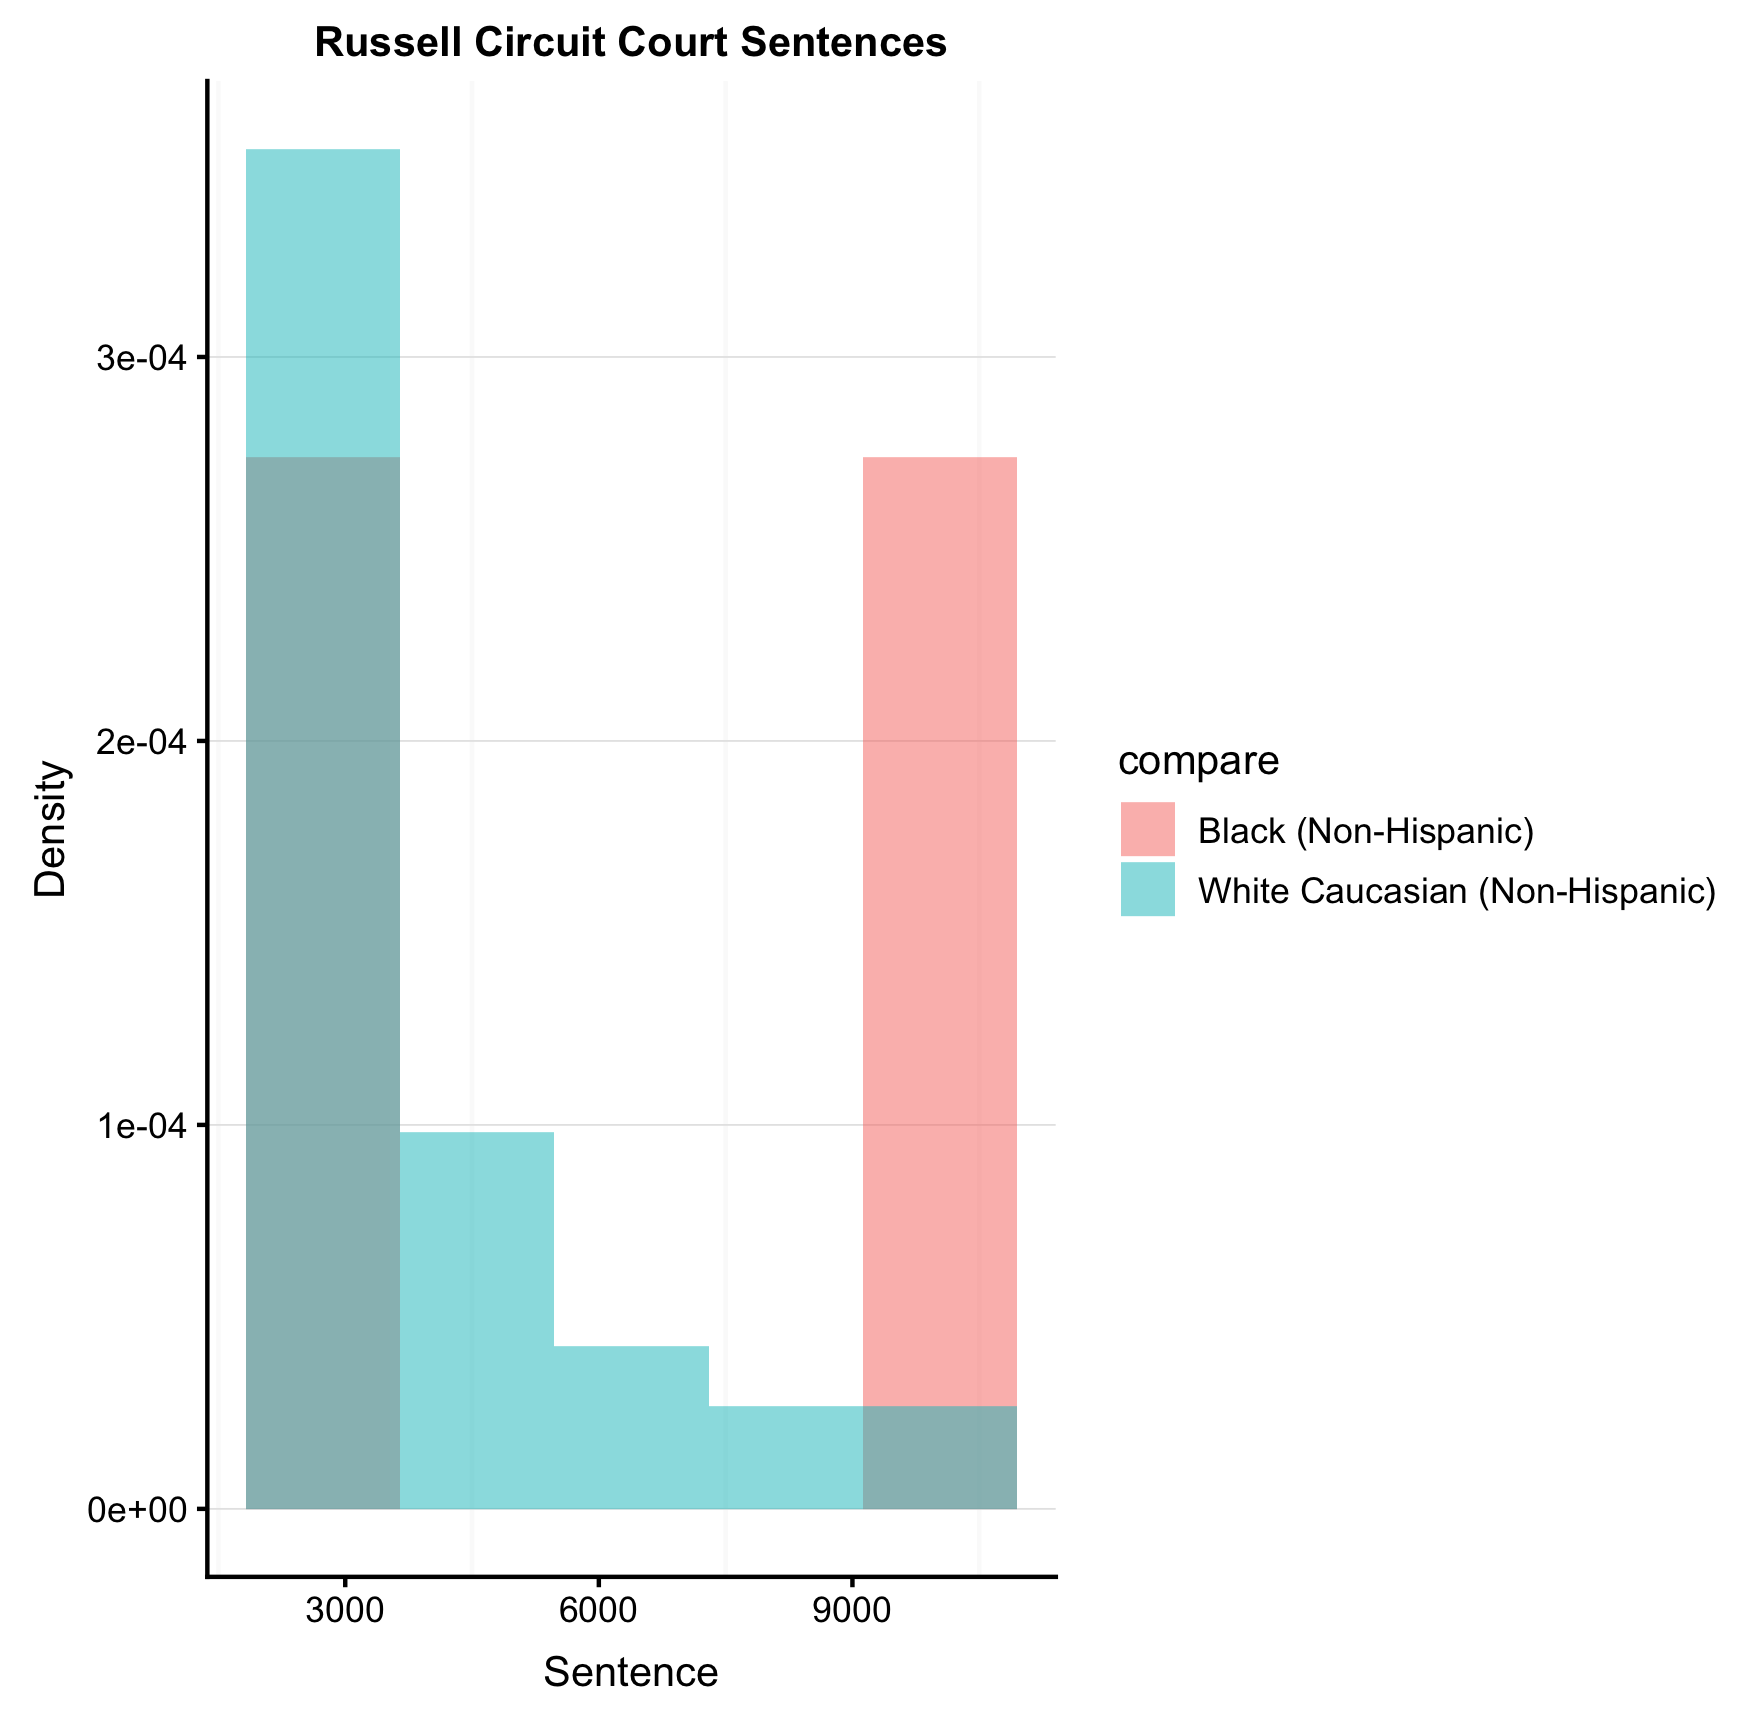 Russell Circuit Court Sentences
3e-04
2e-04
1e-04
0e+00
Density
3000 6000 9000
Sentence
compare
Black (Non-Hispanic)
White Caucasian (Non-Hispanic)